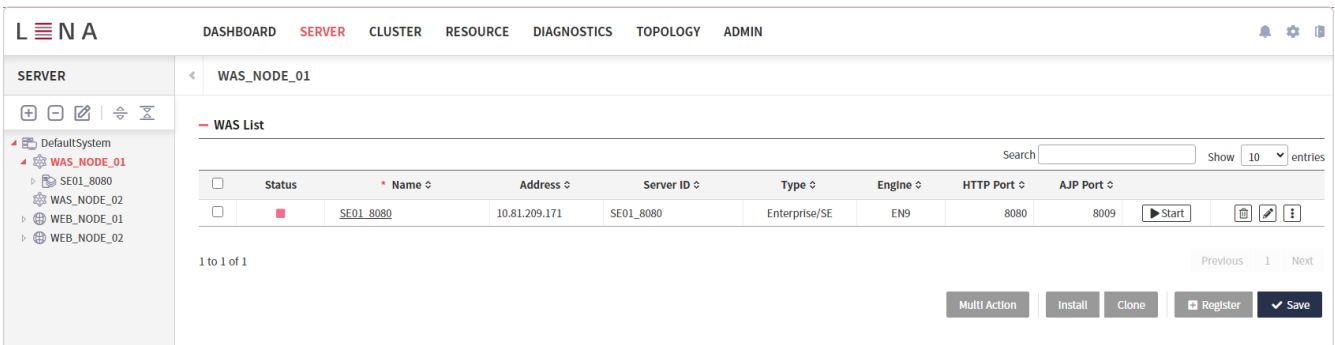 LENA
DASHBOARD SERVER CLUSTER RESOURCE DIAGNOSTICS TOPOLOGY ADMIN
SERVER
WAS_NODE_01
DefaultSystem
WAS_NODE_01
SE01_8080
WAS_NODE_02
WEB_NODE_01
WEB_NODE_02
WAS List
Search Show 10 entries
Status * Name Address Server ID Type Engine HTTP Port AJP Port
SE01_8080 10.81.209.171 SE01_8080 Enterprise/SE EN9 8080 8009 Start
1 to 1 of 1
Previous 1 Next
Multi Action Install Clone Register Save